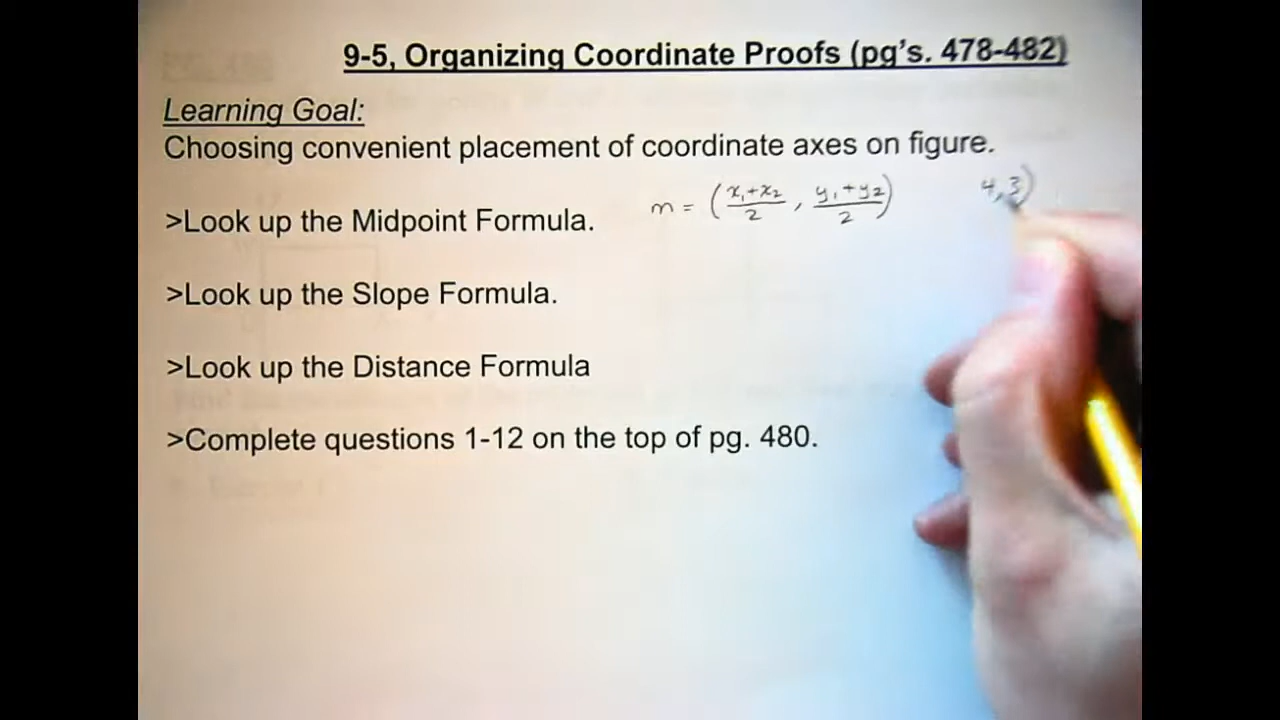 9-5, Organizing Coordinate Proofs (pg's. 478-482)
Learning Goal:
Choosing convenient placement of coordinate axes on figure.
>Look up the Midpoint Formula. m = (x₁+x₂/2, y₁+y₂/2) 4,3)
>Look up the Slope Formula.
>Look up the Distance Formula
>Complete questions 1-12 on the top of pg. 480.